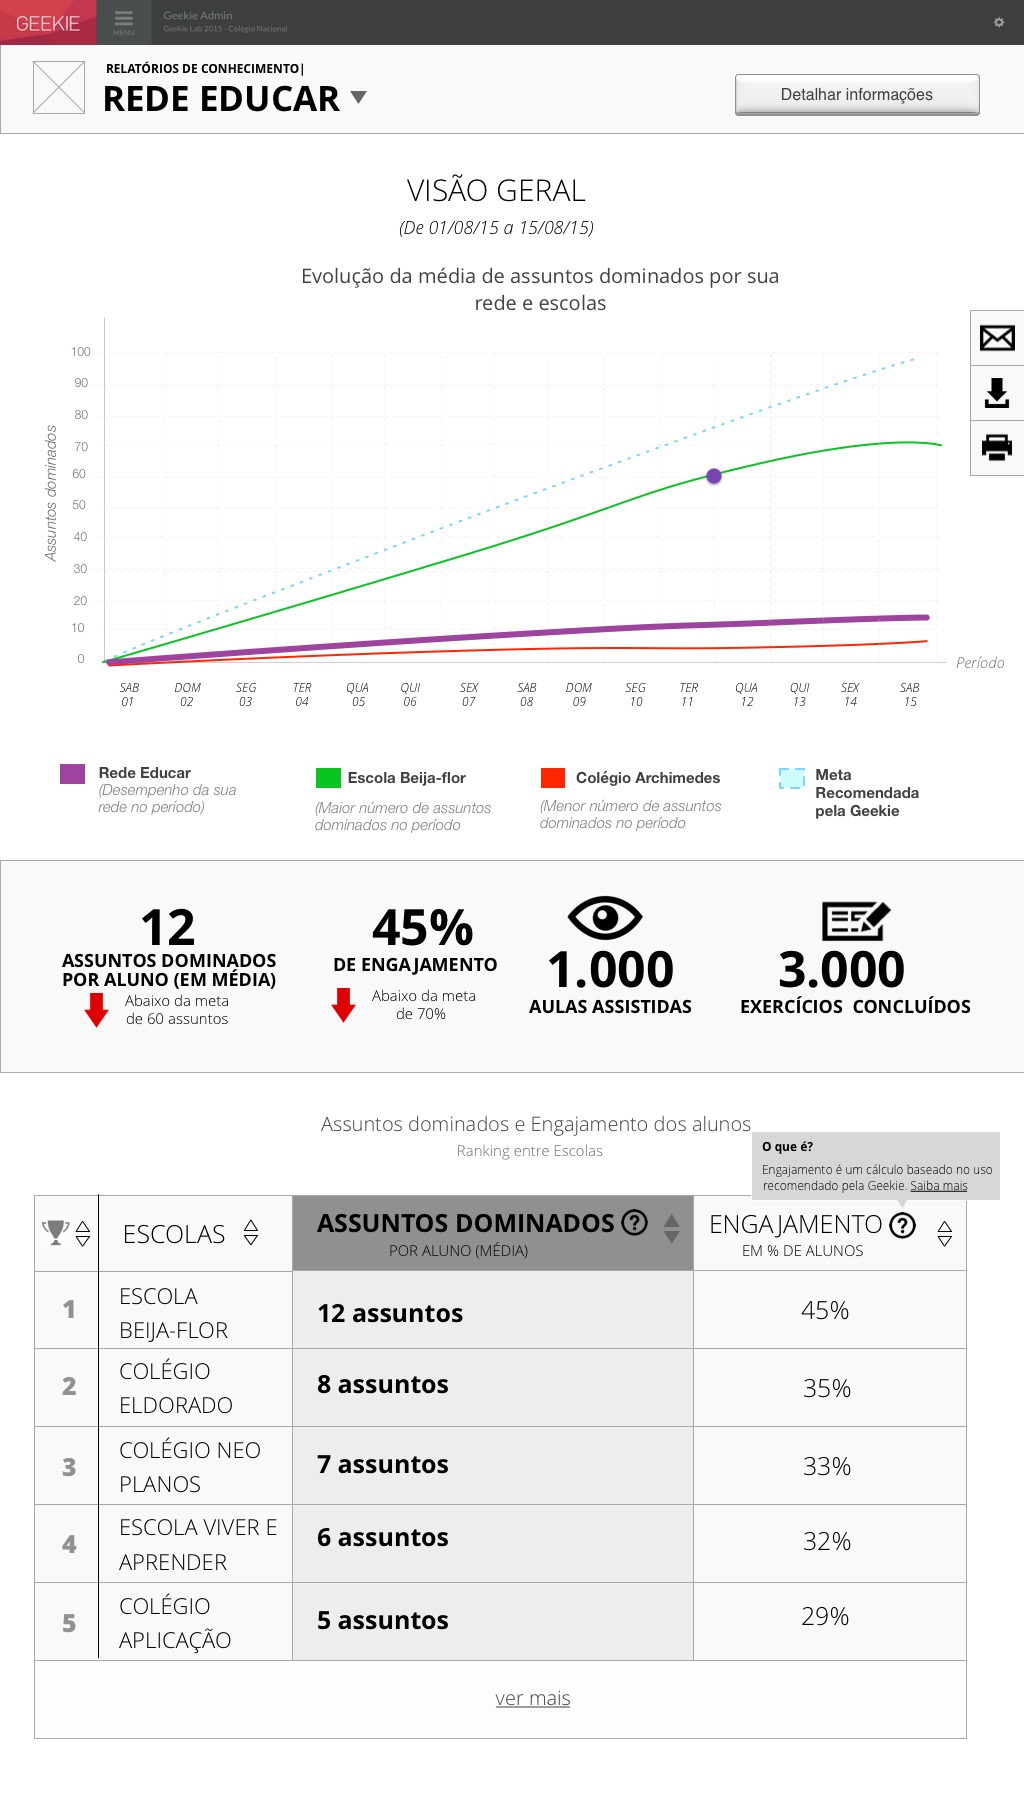 GEEKIE
MENU
Geekie Admin
Geekie Lab 2015 - Colégio Nacional
RELATÓRIOS DE CONHECIMENTO|
REDE EDUCAR
Detalhar informações
VISÃO GERAL
(De 01/08/15 a 15/08/15)
Evolução da média de assuntos dominados por sua
rede e escolas
Assuntos dominados
100
90
80
70
60
50
40
30
20
10
0
Período
SAB DOM SEG TER QUA QUI SEX SAB DOM SEG TER QUA QUI SEX SAB
01 02 03 04 05 06 07 08 09 10 11 12 13 14 15
Rede Educar
(Desempenho da sua
rede no período)
Escola Beija-flor
(Maior número de assuntos
dominados no período
Colégio Archimedes
(Menor número de assuntos
dominados no período
Meta
Recomendada
pela Geekie
12
ASSUNTOS DOMINADOS
POR ALUNO (EM MÉDIA)
Abaixo da meta
de 60 assuntos
45%
DE ENGAJAMENTO
Abaixo da meta
de 70%
1.000
AULAS ASSISTIDAS
3.000
EXERCÍCIOS CONCLUÍDOS
Assuntos dominados e Engajamento dos alunos
Ranking entre Escolas
O que é?
Engajamento é um cálculo baseado no uso
recomendado pela Geekie. Saiba mais
ESCOLAS
ASSUNTOS DOMINADOS ?
POR ALUNO (MÉDIA)
ENGAJAMENTO ?
EM % DE ALUNOS
1
ESCOLA
BEIJA-FLOR
12 assuntos
45%
2
COLÉGIO
ELDORADO
8 assuntos
35%
3
COLÉGIO NEO
PLANOS
7 assuntos
33%
4
ESCOLA VIVER E
APRENDER
6 assuntos
32%
5
COLÉGIO
APLICAÇÃO
5 assuntos
29%
ver mais